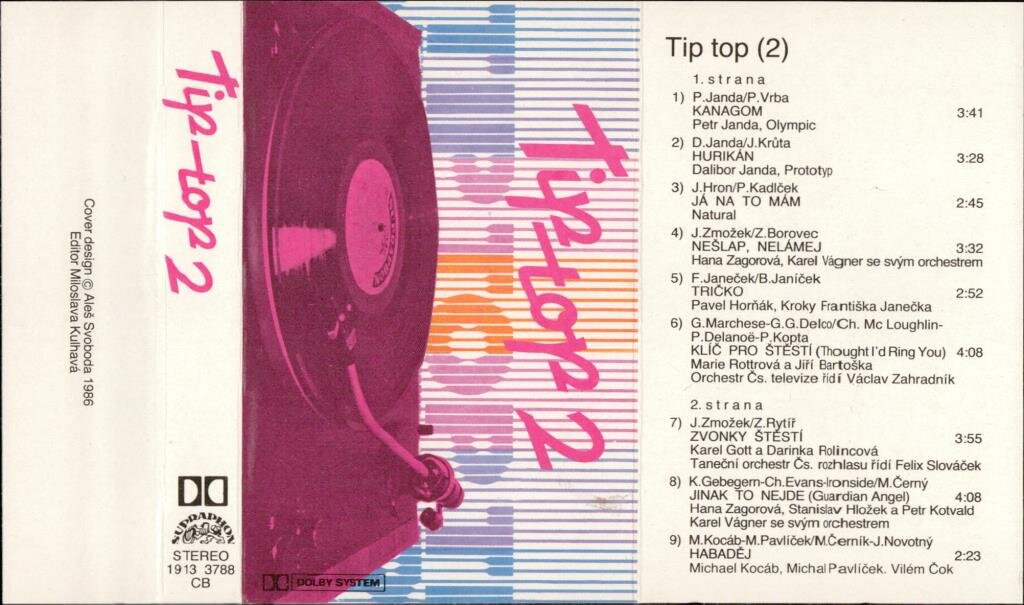 Cover design © Aleš Svoboda 1986
Editor Miloslava Kulhavá
Tip-top 2
SUPRAPHON
STEREO
1913 3788
CB
Tip-top 2
DOLBY SYSTEM
Tip top (2)
1. strana
1) P.Janda/P.Vrba
KANAGOM 3:41
Petr Janda, Olympic
2) D.Janda/J.Krůta
HURIKÁN 3:28
Dalibor Janda, Prototyp
3) J.Hron/P.Kadlček
JÁ NA TO MÁM 2:45
Natural
4) J.Zmožek/Z.Borovec
NEŠLAP, NELÁMEJ 3:32
Hana Zagorová, Karel Vágner se svým orchestrem
5) F.Janeček/B.Janíček
TRIČKO 2:52
Pavel Horňák, Kroky Františka Janečka
6) G.Marchese-G.G.Delco/Ch. Mc Loughlin-
P.Delanoë-P.Kopta
KLÍČ PRO ŠTĚSTÍ (Thought I'd Ring You) 4:08
Marie Rottrová a Jiří Bartoška
Orchestr Čs. televize řídí Václav Zahradník
2. strana
7) J.Zmožek/Z.Rytíř
ZVONKY ŠTĚSTÍ 3:55
Karel Gott a Darinka Rolincová
Taneční orchestr Čs. rozhlasu řídí Felix Slováček
8) K.Gebegern-Ch.Evans-Ironside/M.Černý
JINAK TO NEJDE (Guardian Angel) 4:08
Hana Zagorová, Stanislav Hložek a Petr Kotvald
Karel Vágner se svým orchestrem
9) M.Kocáb-M.Pavlíček/M.Černík-J.Novotný
HABADĚJ 2:23
Michael Kocáb, Michal Pavlíček. Vilém Čok